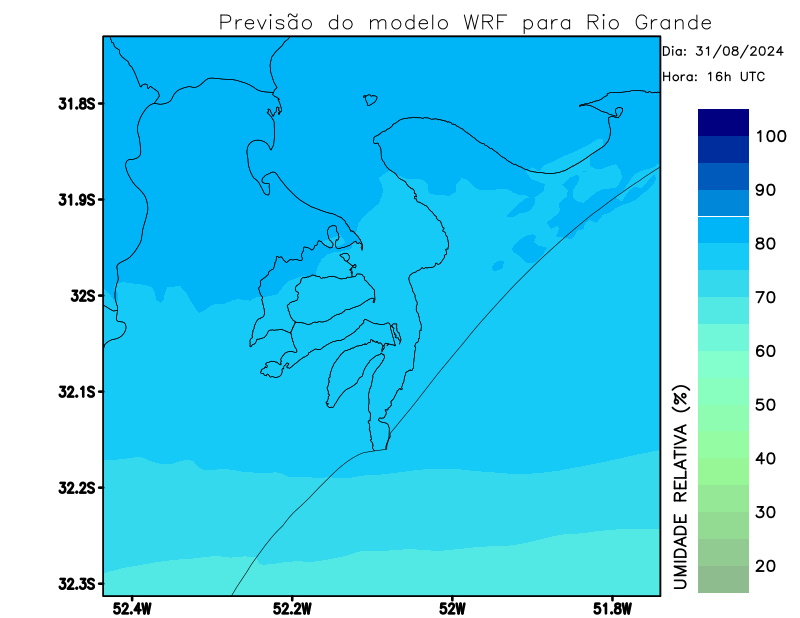 Previsão do modelo WRF para Rio Grande
Dia: 31/08/2024
Hora: 16h UTC
31.8S
31.9S
32S
32.1S
32.2S
32.3S
52.4W
52.2W
52W
51.8W
100
90
80
70
60
50
40
30
20
UMIDADE RELATIVA (%)